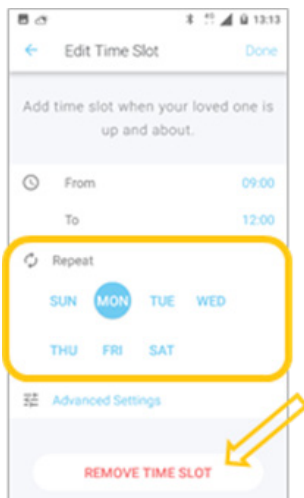 13:13
Edit Time Slot Done
Add time slot when your loved one is
up and about.
From 09:00
To 12:00
Repeat
SUN MON TUE WED
THU FRI SAT
Advanced Settings
REMOVE TIME SLOT